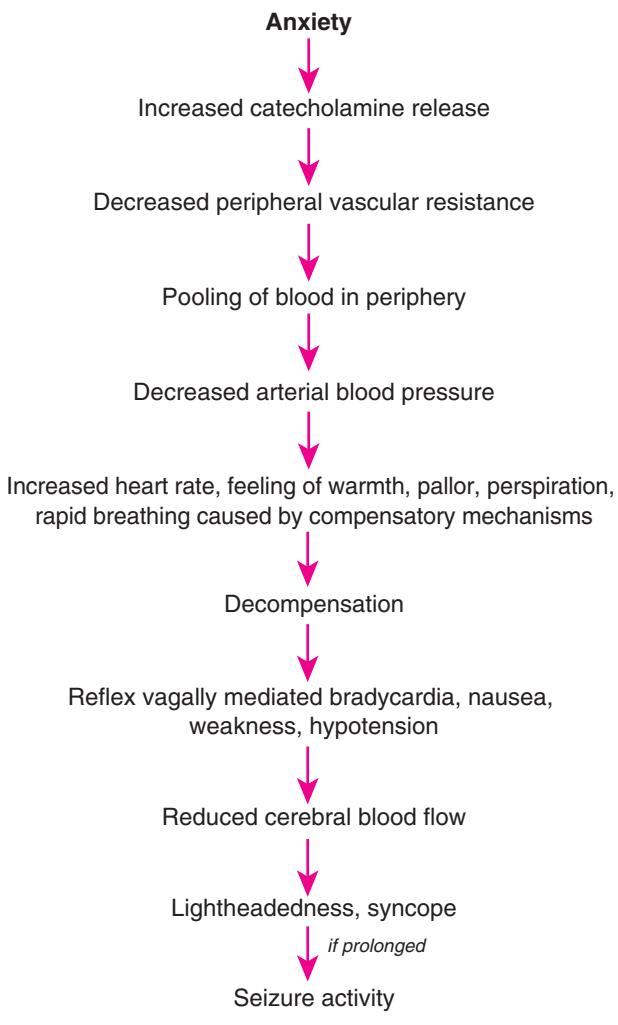 Anxiety
Increased catecholamine release
Decreased peripheral vascular resistance
Pooling of blood in periphery
Decreased arterial blood pressure
Increased heart rate, feeling of warmth, pallor, perspiration,
rapid breathing caused by compensatory mechanisms
Decompensation
Reflex vagally mediated bradycardia, nausea,
weakness, hypotension
Reduced cerebral blood flow
Lightheadedness, syncope
if prolonged
Seizure activity